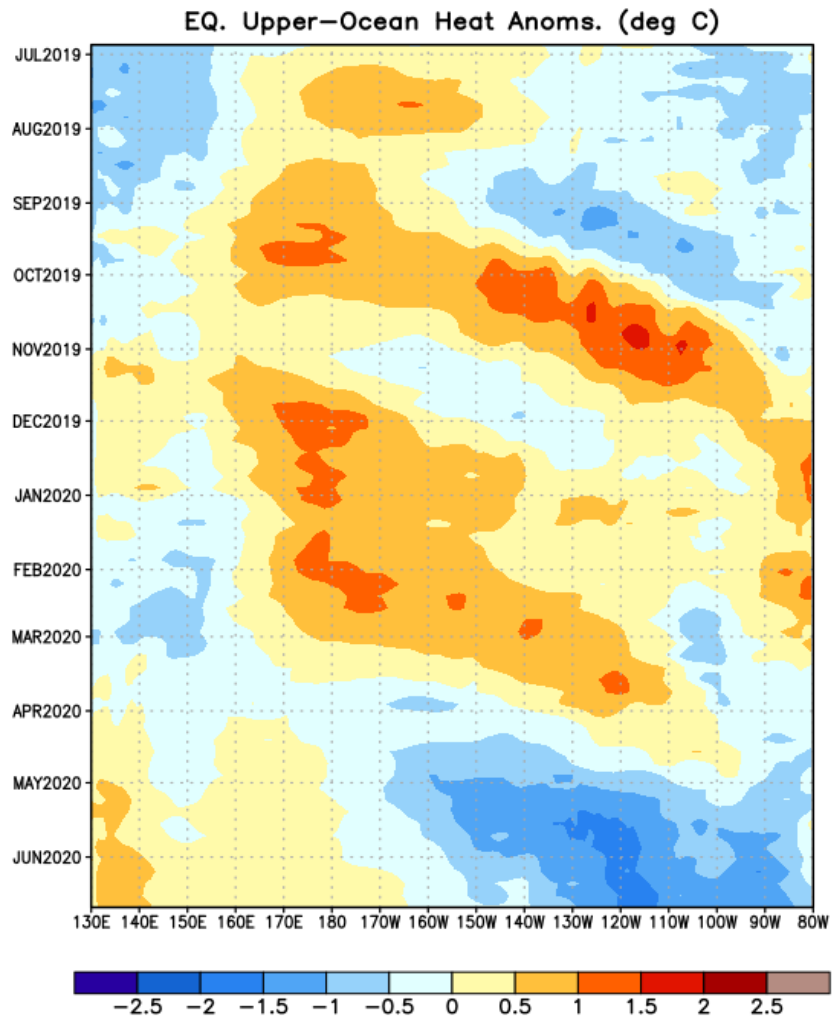 EQ. Upper-Ocean Heat Anoms. (deg C)
JUL2019
AUG2019
SEP2019
OCT2019
NOV2019
DEC2019
JAN2020
FEB2020
MAR2020
APR2020
MAY2020
JUN2020
130E 140E 150E 160E 170E 180 170W 160W 150W 140W 130W 120W 110W 100W 90W 80W
-2.5 -2 -1.5 -1 -0.5 0 0.5 1 1.5 2 2.5